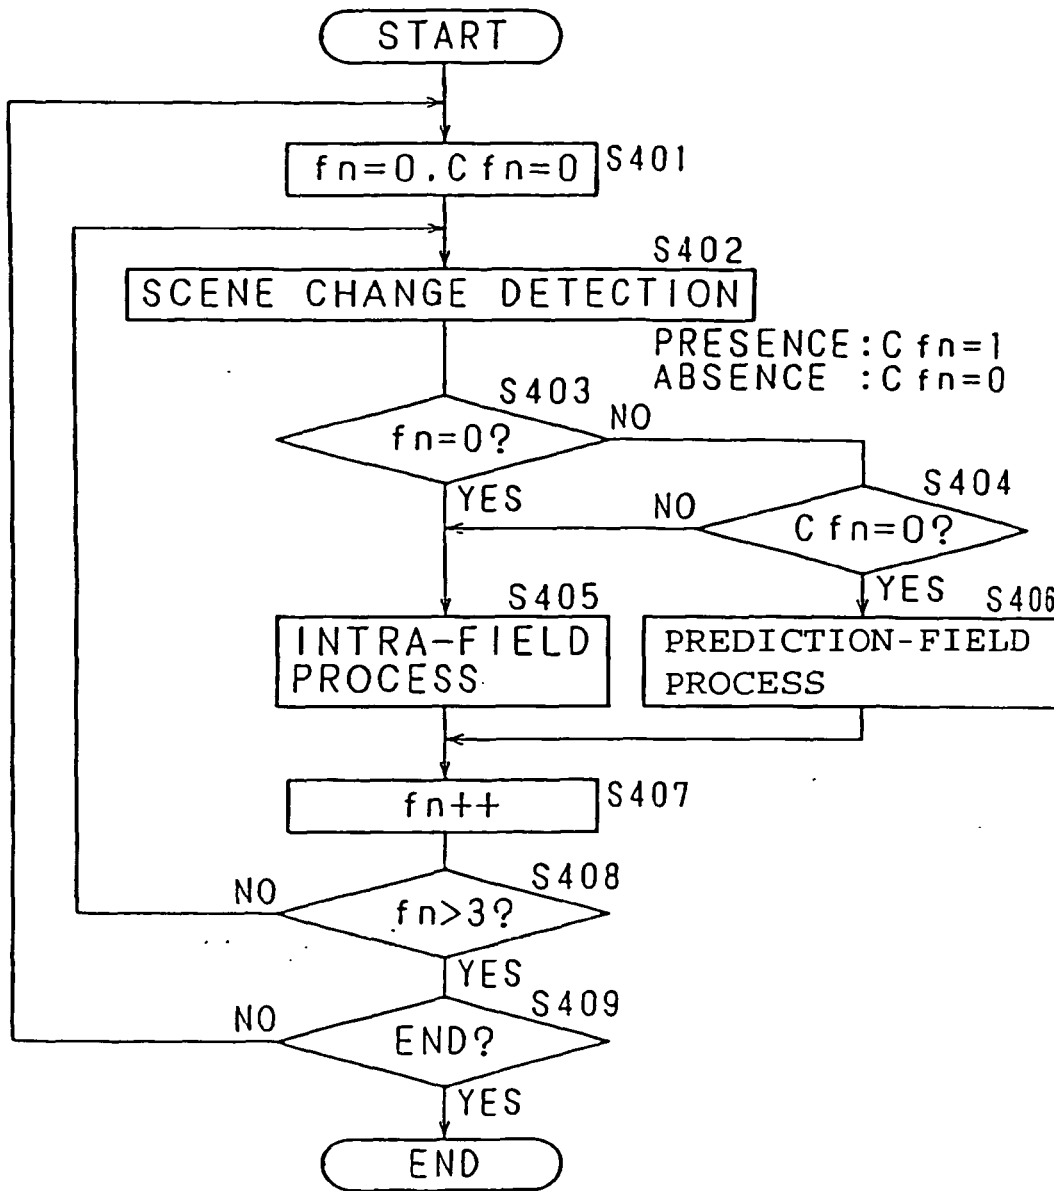 START
fn=0.Cfn=0
S401
S402
SCENE CHANGE DETECTION
PRESENCE:Cfn=1
ABSENCE :Cfn=0
S403
fn=0?
NO
YES
S404
NO
Cfn=0?
YES
S405
INTRA-FIELD
PROCESS
S406
PREDICTION-FIELD
PROCESS
fn++
S407
S408
NO
fn>3?
YES
S409
NO
END?
YES
END